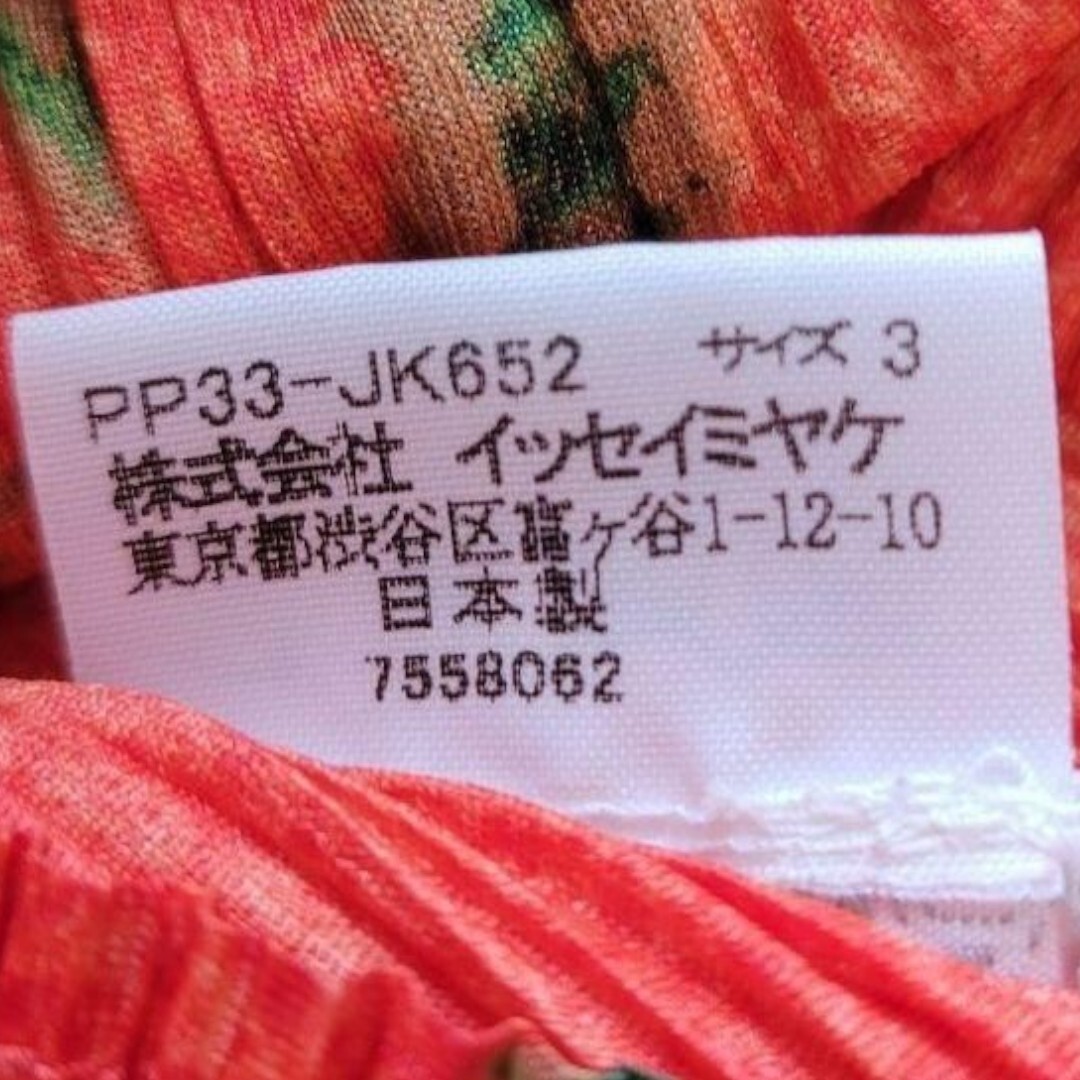 PP33-JK652 サイズ 3
株式会社 イッセイミヤケ
東京都渋谷区富ヶ谷1-12-10
日本製
7558062